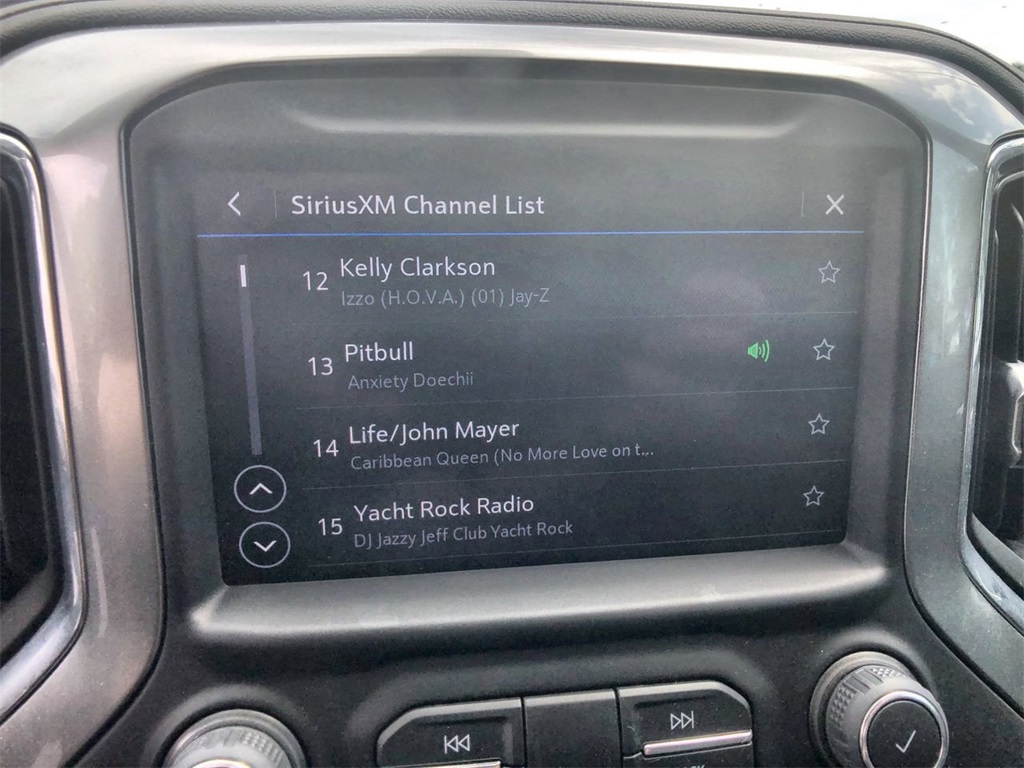 SiriusXM Channel List
12 Kelly Clarkson
Izzo (H.O.V.A.) (01) Jay-Z
13 Pitbull
Anxiety Doechii
14 Life/John Mayer
Caribbean Queen (No More Love on t...
15 Yacht Rock Radio
DJ Jazzy Jeff Club Yacht Rock